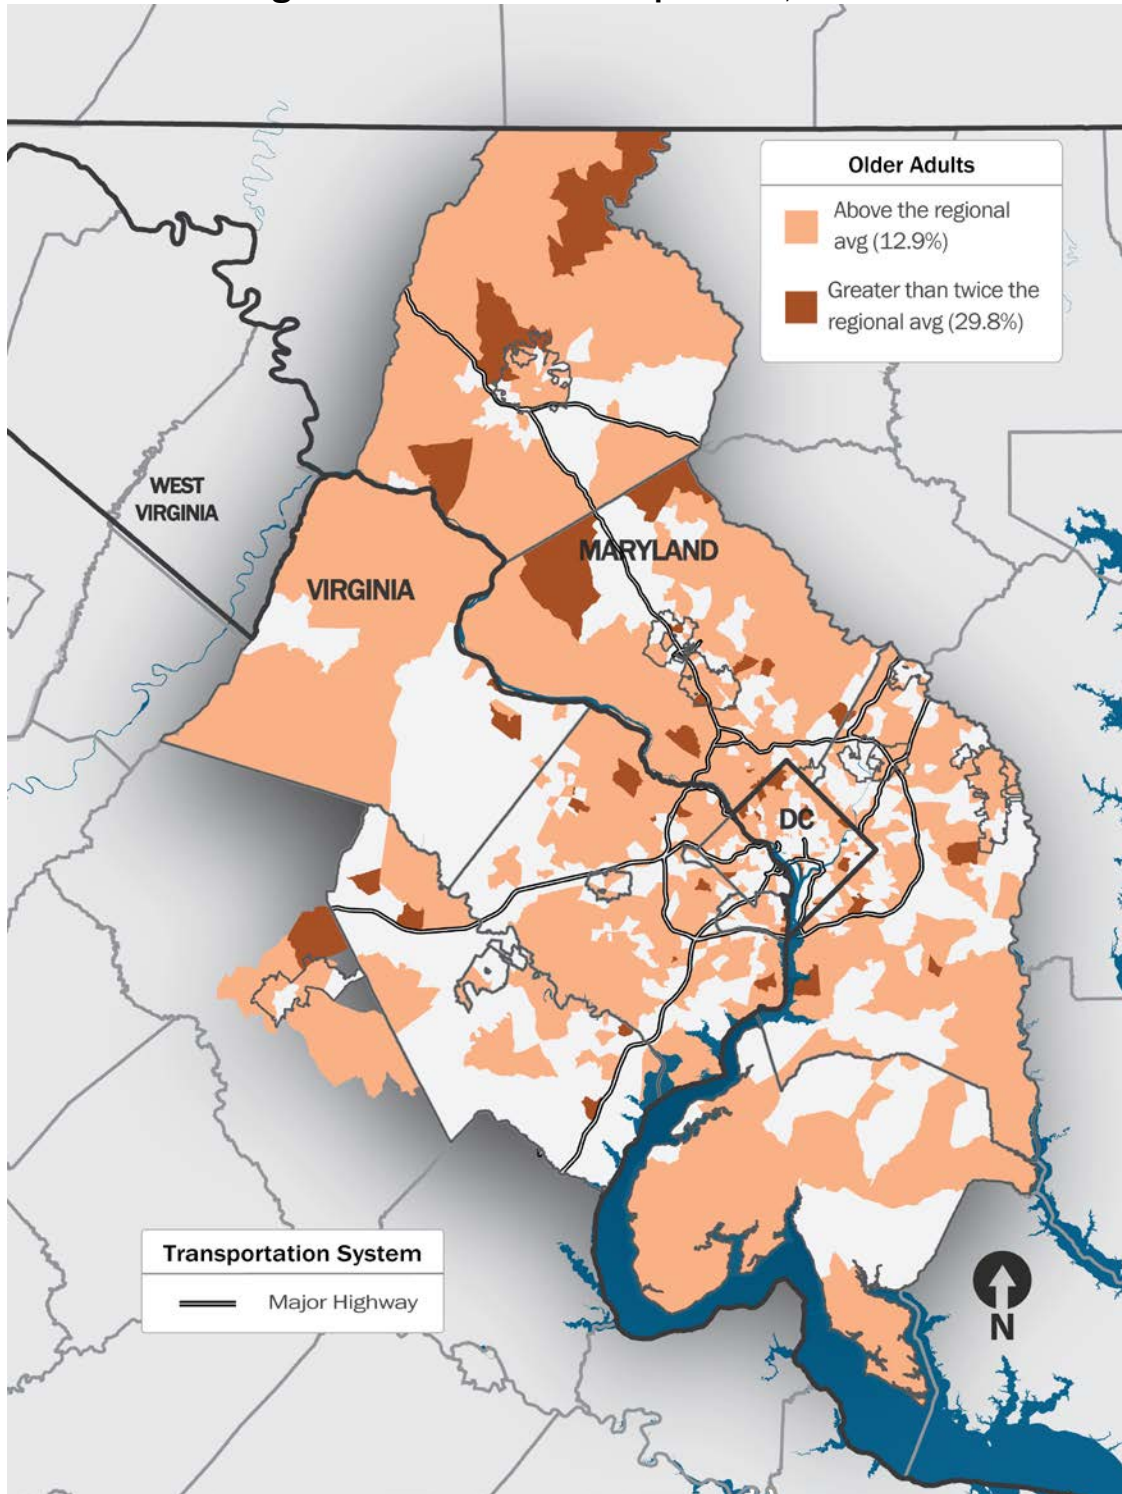 Older Adults
Above the regional
avg (12.9%)
Greater than twice the
regional avg (29.8%)
WEST
VIRGINIA
MARYLAND
VIRGINIA
DC
Transportation System
Major Highway
N